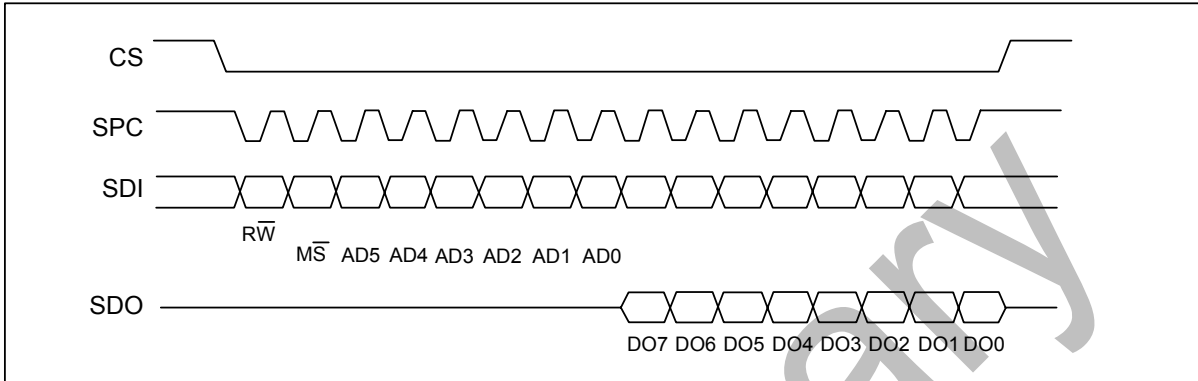 CS
SPC
SDI
RW̅
MS̅ AD5 AD4 AD3 AD2 AD1 AD0
SDO
DO7 DO6 DO5 DO4 DO3 DO2 DO1 DO0
ary